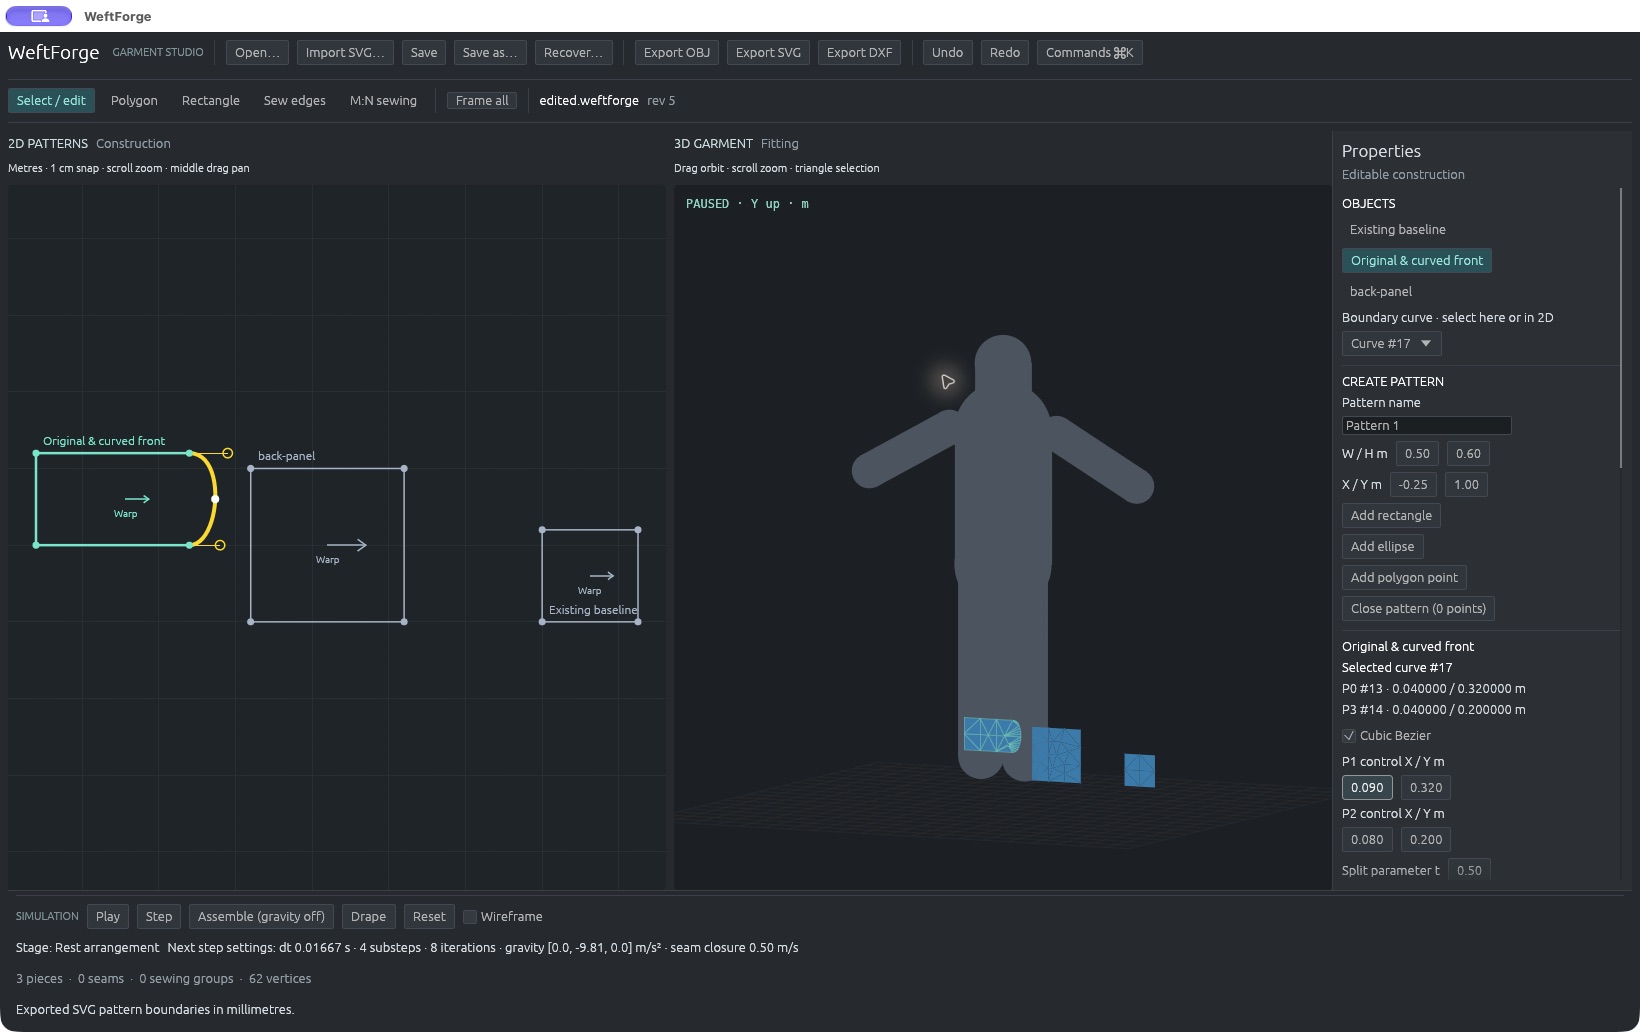 WeftForge
WeftForge GARMENT STUDIO Open... Import SVG... Save Save as... Recover... Export OBJ Export SVG Export DXF Undo Redo Commands ⌘K
Select / edit Polygon Rectangle Sew edges M:N sewing Frame all edited.weftforge rev 5
2D PATTERNS Construction
Metres · 1 cm snap · scroll zoom · middle drag pan
Original & curved front
Warp
back-panel
Warp
Warp
Existing baseline
3D GARMENT Fitting
Drag orbit · scroll zoom · triangle selection
PAUSED · Y up · m
Properties
Editable construction
OBJECTS
Existing baseline
Original & curved front
back-panel
Boundary curve · select here or in 2D
Curve #17
CREATE PATTERN
Pattern name
Pattern 1
W / H m 0.50 0.60
X / Y m -0.25 1.00
Add rectangle
Add ellipse
Add polygon point
Close pattern (0 points)
Original & curved front
Selected curve #17
P0 #13 · 0.040000 / 0.320000 m
P3 #14 · 0.040000 / 0.200000 m
Cubic Bezier
P1 control X / Y m
0.090 0.320
P2 control X / Y m
0.080 0.200
Split parameter t 0.50
SIMULATION Play Step Assemble (gravity off) Drape Reset Wireframe
Stage: Rest arrangement Next step settings: dt 0.01667 s · 4 substeps · 8 iterations · gravity [0.0, -9.81, 0.0] m/s² · seam closure 0.50 m/s
3 pieces · 0 seams · 0 sewing groups · 62 vertices
Exported SVG pattern boundaries in millimetres.